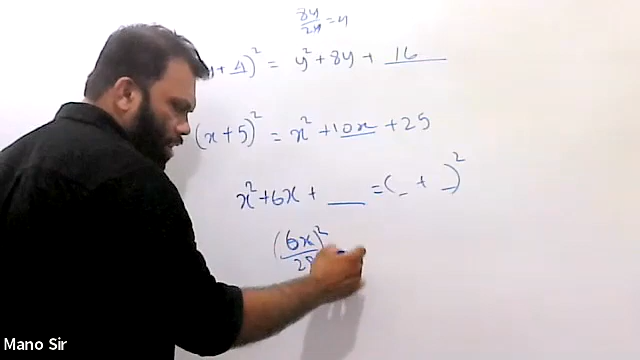 8y/2y = 4
y + 4)² = y² + 8y + 16
(x + 5)² = x² + 10x + 25
x² + 6x + ___ = (_ + _)²
(6x/2x)² =
Mano Sir